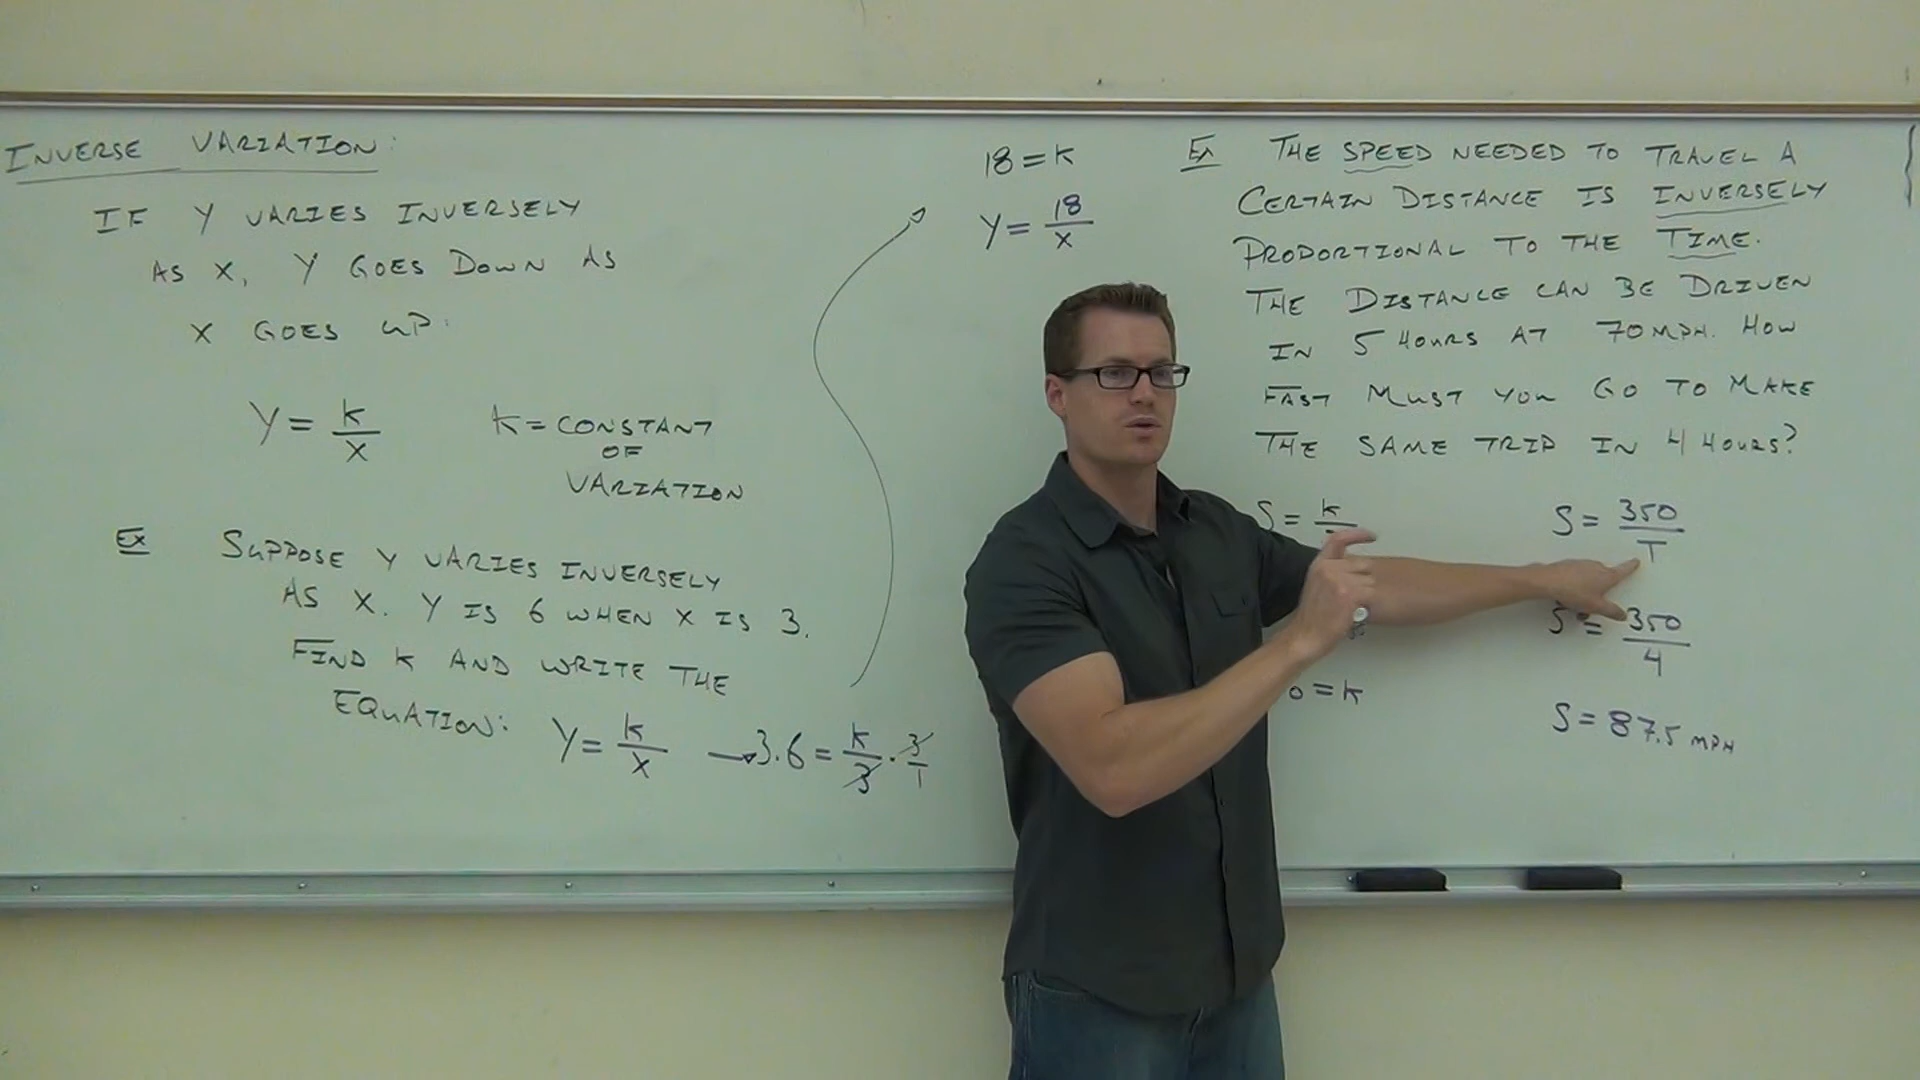 INVERSE VARIATION:
IF Y VARIES INVERSELY
AS X, Y GOES DOWN AS
X GOES UP.
Y = k/x
K = CONSTANT
OF
VARIATION
Ex SUPPOSE Y VARIES INVERSELY
AS X. Y IS 6 WHEN X IS 3.
FIND K AND WRITE THE
EQUATION:
Y = k/x → 3·6 = k/3 · 3/1
18 = K
Y = 18/x
Ex THE SPEED NEEDED TO TRAVEL A
CERTAIN DISTANCE IS INVERSELY
PROPORTIONAL TO THE TIME.
THE DISTANCE CAN BE DRIVEN
IN 5 HOURS AT 70 MPH. HOW
FAST MUST YOU GO TO MAKE
THE SAME TRIP IN 4 HOURS?
S = k
0 = K
S = 350/T
S = 350/4
S = 87.5 MPH